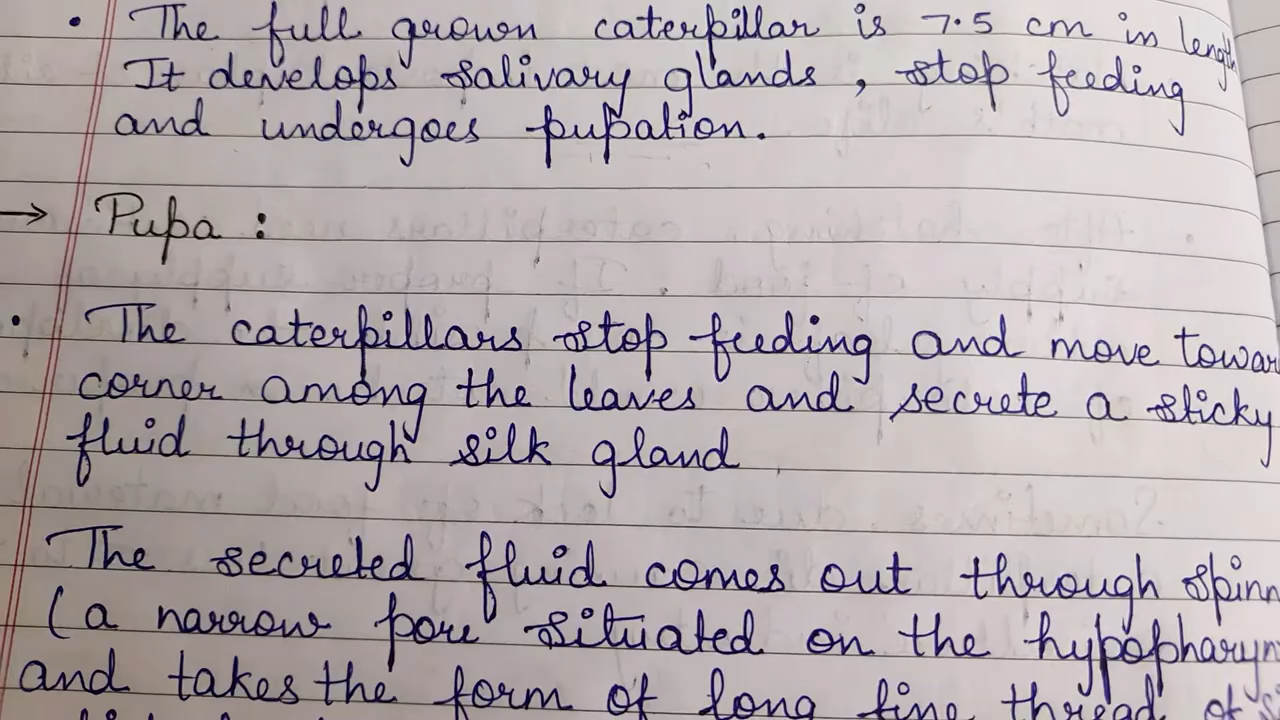 • The full grown caterpillar is 7.5 cm in length
It develops salivary glands, stop feeding
and undergoes pupation.
→ Pupa :
• The caterpillars stop feeding and move towar
corner among the leaves and secrete a sticky
fluid through silk gland
The secreted fluid comes out through spinn
(a narrow pore situated on the hypopharyn
and takes the form of long fine thread of